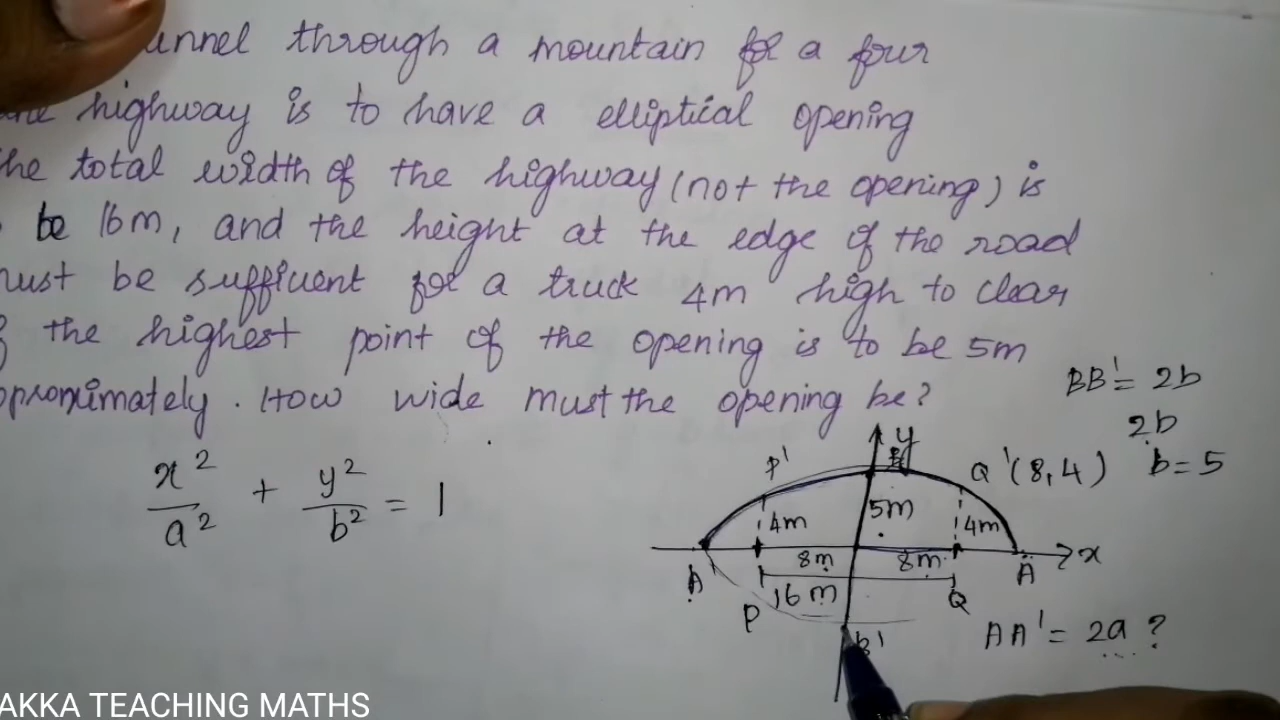 unnel through a mountain for a four
highway is to have a elliptical opening
the total width of the highway (not the opening) is
be 16m, and the height at the edge of the road
must be sufficient for a truck 4m high to clear
the highest point of the opening is to be 5m
approximately. How wide must the opening be?
BB' = 2b
2b
b = 5
x²/a² + y²/b² = 1
y
P'
Q'(8,4)
4m
5m
4m
x
8m
8m
A
A
P
16m
Q
B'
AA' = 2a ?
AKKA TEACHING MATHS